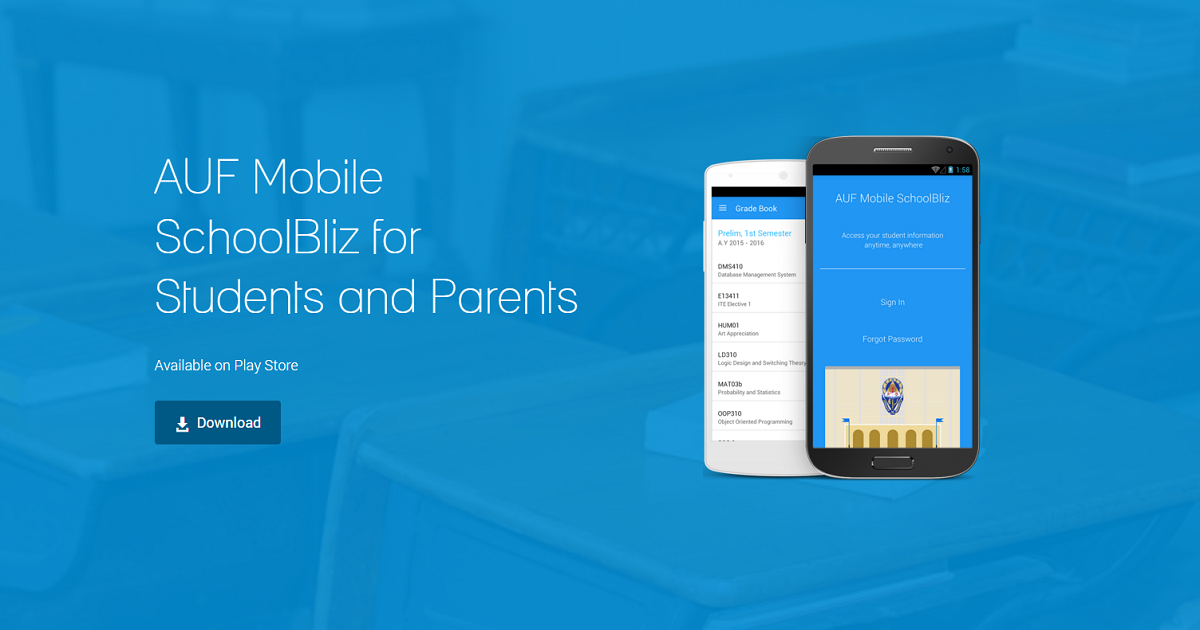 AUF Mobile
SchoolBliz for
Students and Parents
Available on Play Store
Download
Grade Book
Prelim, 1st Semester
A.Y 2015 - 2016
DMS410
Database Management System
E13411
ITE Elective 1
HUM01
Art Appreciation
LD310
Logic Design and Switching Theory
MAT03b
Probability and Statistics
OOP310
Object Oriented Programming
1:58
AUF Mobile SchoolBliz
Access your student information
anytime, anywhere
Sign In
Forgot Password